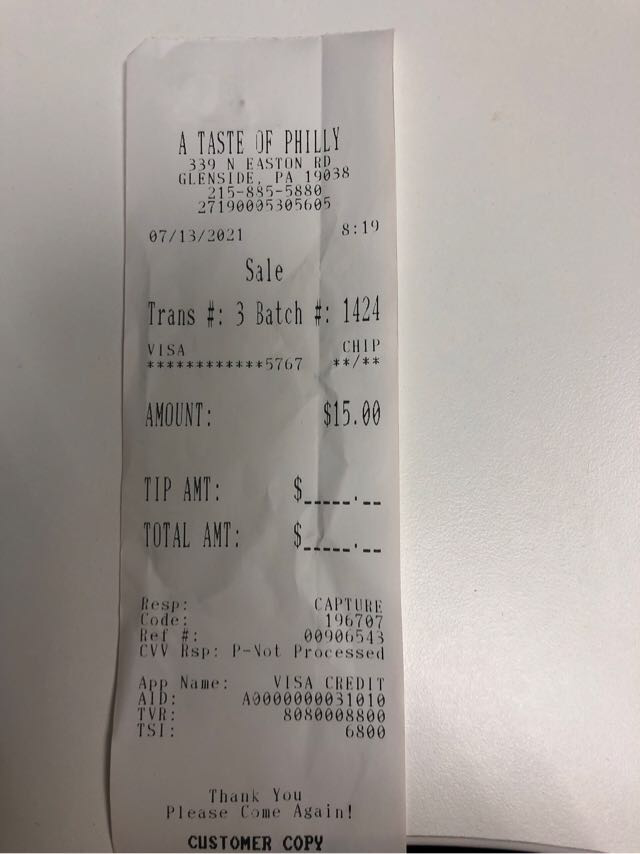 A TASTE OF PHILLY
339 N EASTON RD
GLENSIDE, PA 19038
215-885-5880
27190005305605
07/13/2021 8:19
Sale
Trans #: 3 Batch #: 1424
VISA CHIP
************5767 **/**
AMOUNT: $15.00
TIP AMT: $_____.__
TOTAL AMT: $_____.__
Resp: CAPTURE
Code: 196707
Ref #: 00906543
CVV Rsp: P-Not Processed
App Name: VISA CREDIT
AID: A0000000031010
TVR: 8080008800
TSI: 6800
Thank You
Please Come Again!
CUSTOMER COPY